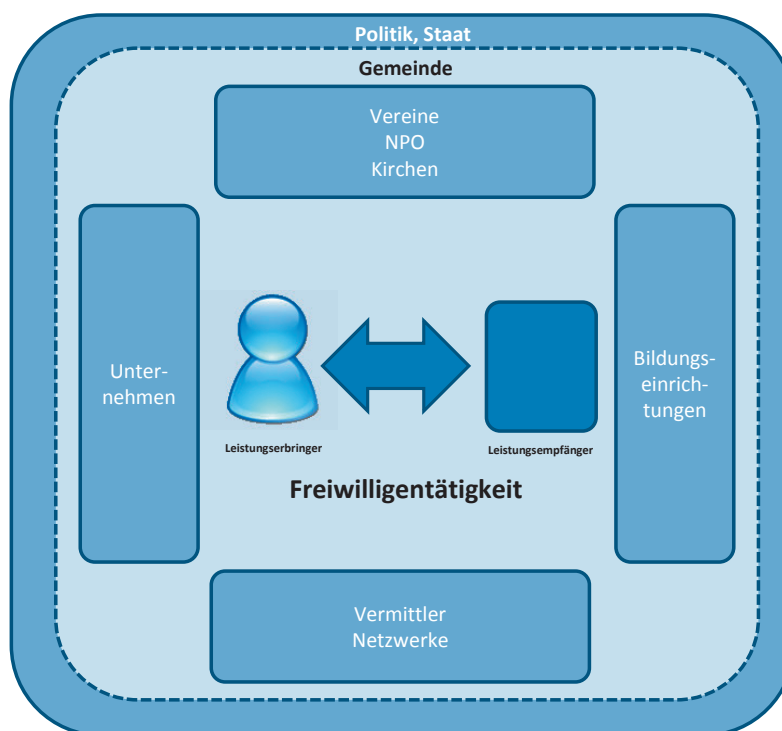 Politik, Staat
Gemeinde
Vereine
NPO
Kirchen
Unter-
nehmen
Bildungs-
einrich-
tungen
Leistungserbringer
Leistungsempfänger
Freiwilligentätigkeit
Vermittler
Netzwerke